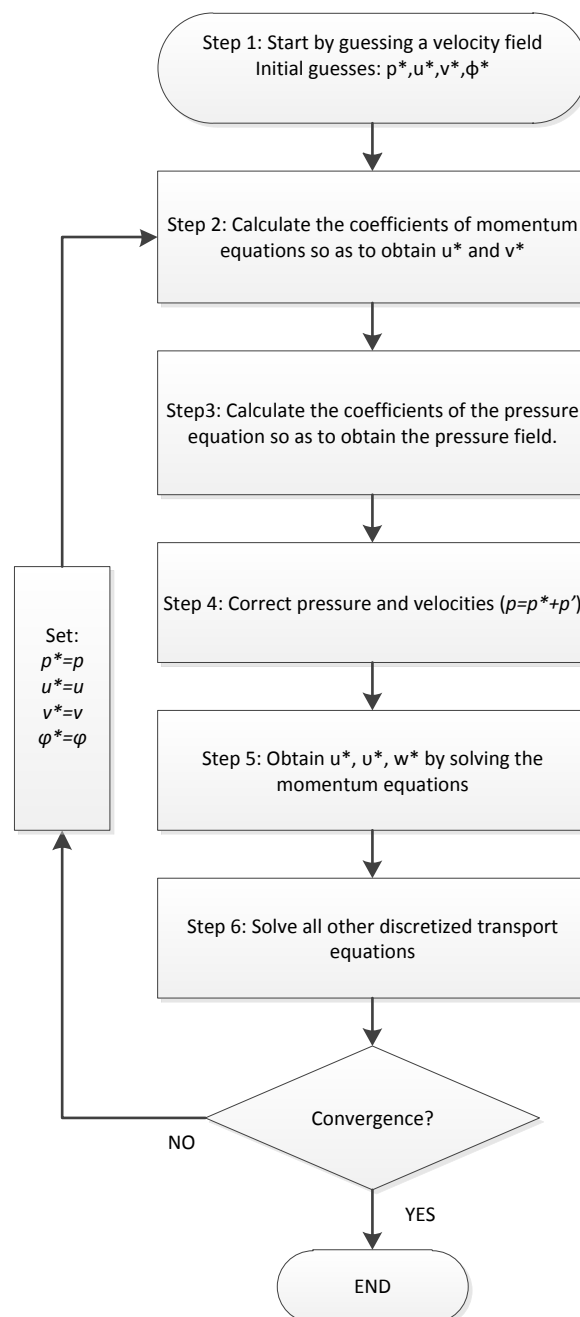 Step 1: Start by guessing a velocity field
Initial guesses: p*,u*,v*,ϕ*
Step 2: Calculate the coefficients of momentum
equations so as to obtain u* and v*
Step3: Calculate the coefficients of the pressure
equation so as to obtain the pressure field.
Step 4: Correct pressure and velocities (p=p*+p’)
Set:
p*=p
u*=u
v*=v
φ*=φ
Step 5: Obtain u*, υ*, w* by solving the
momentum equations
Step 6: Solve all other discretized transport
equations
Convergence?
NO
YES
END